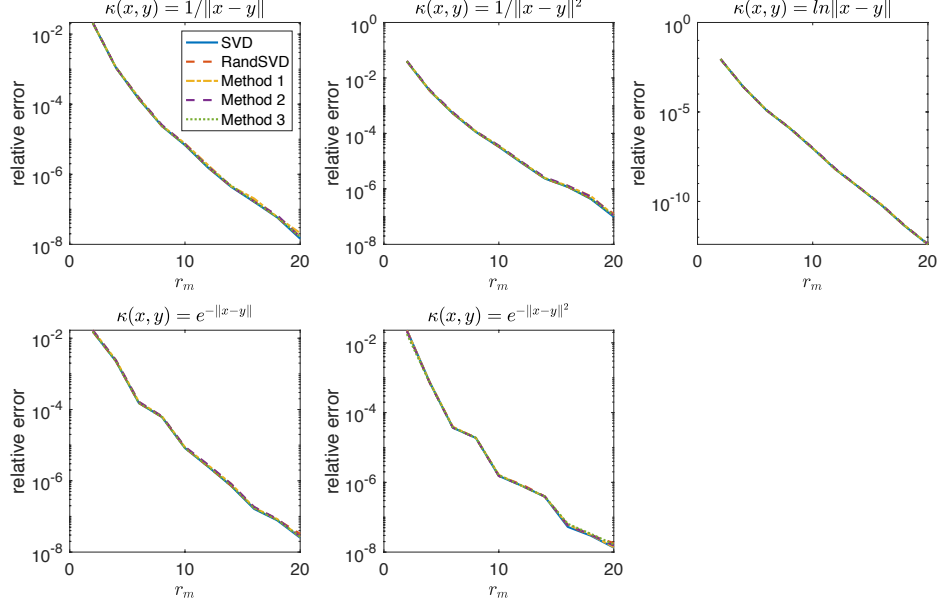 κ(x, y) = 1/∥x − y∥
relative error
10^-2
10^-4
10^-6
10^-8
0
10
20
r_m
SVD
RandSVD
Method 1
Method 2
Method 3
κ(x, y) = 1/∥x − y∥^2
relative error
10^0
10^-2
10^-4
10^-6
10^-8
0
10
20
r_m
κ(x, y) = ln∥x − y∥
relative error
10^0
10^-5
10^-10
0
10
20
r_m
κ(x, y) = e^{-∥x−y∥}
relative error
10^-2
10^-4
10^-6
10^-8
0
10
20
r_m
κ(x, y) = e^{-∥x−y∥^2}
relative error
10^-2
10^-4
10^-6
10^-8
0
10
20
r_m